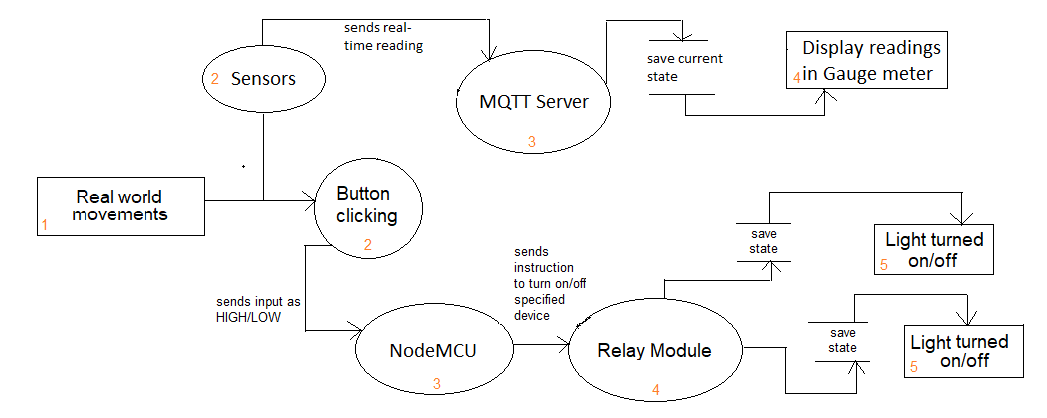 sends real-
time reading
2 Sensors
MQTT Server
3
save current
state
Display readings
4 in Gauge meter
Real world
movements
1
Button
clicking
2
sends input as
HIGH/LOW
NodeMCU
3
sends
instruction
to turn on/off
specified
device
Relay Module
4
save
state
Light turned
on/off
5
save
state
Light turned
on/off
5